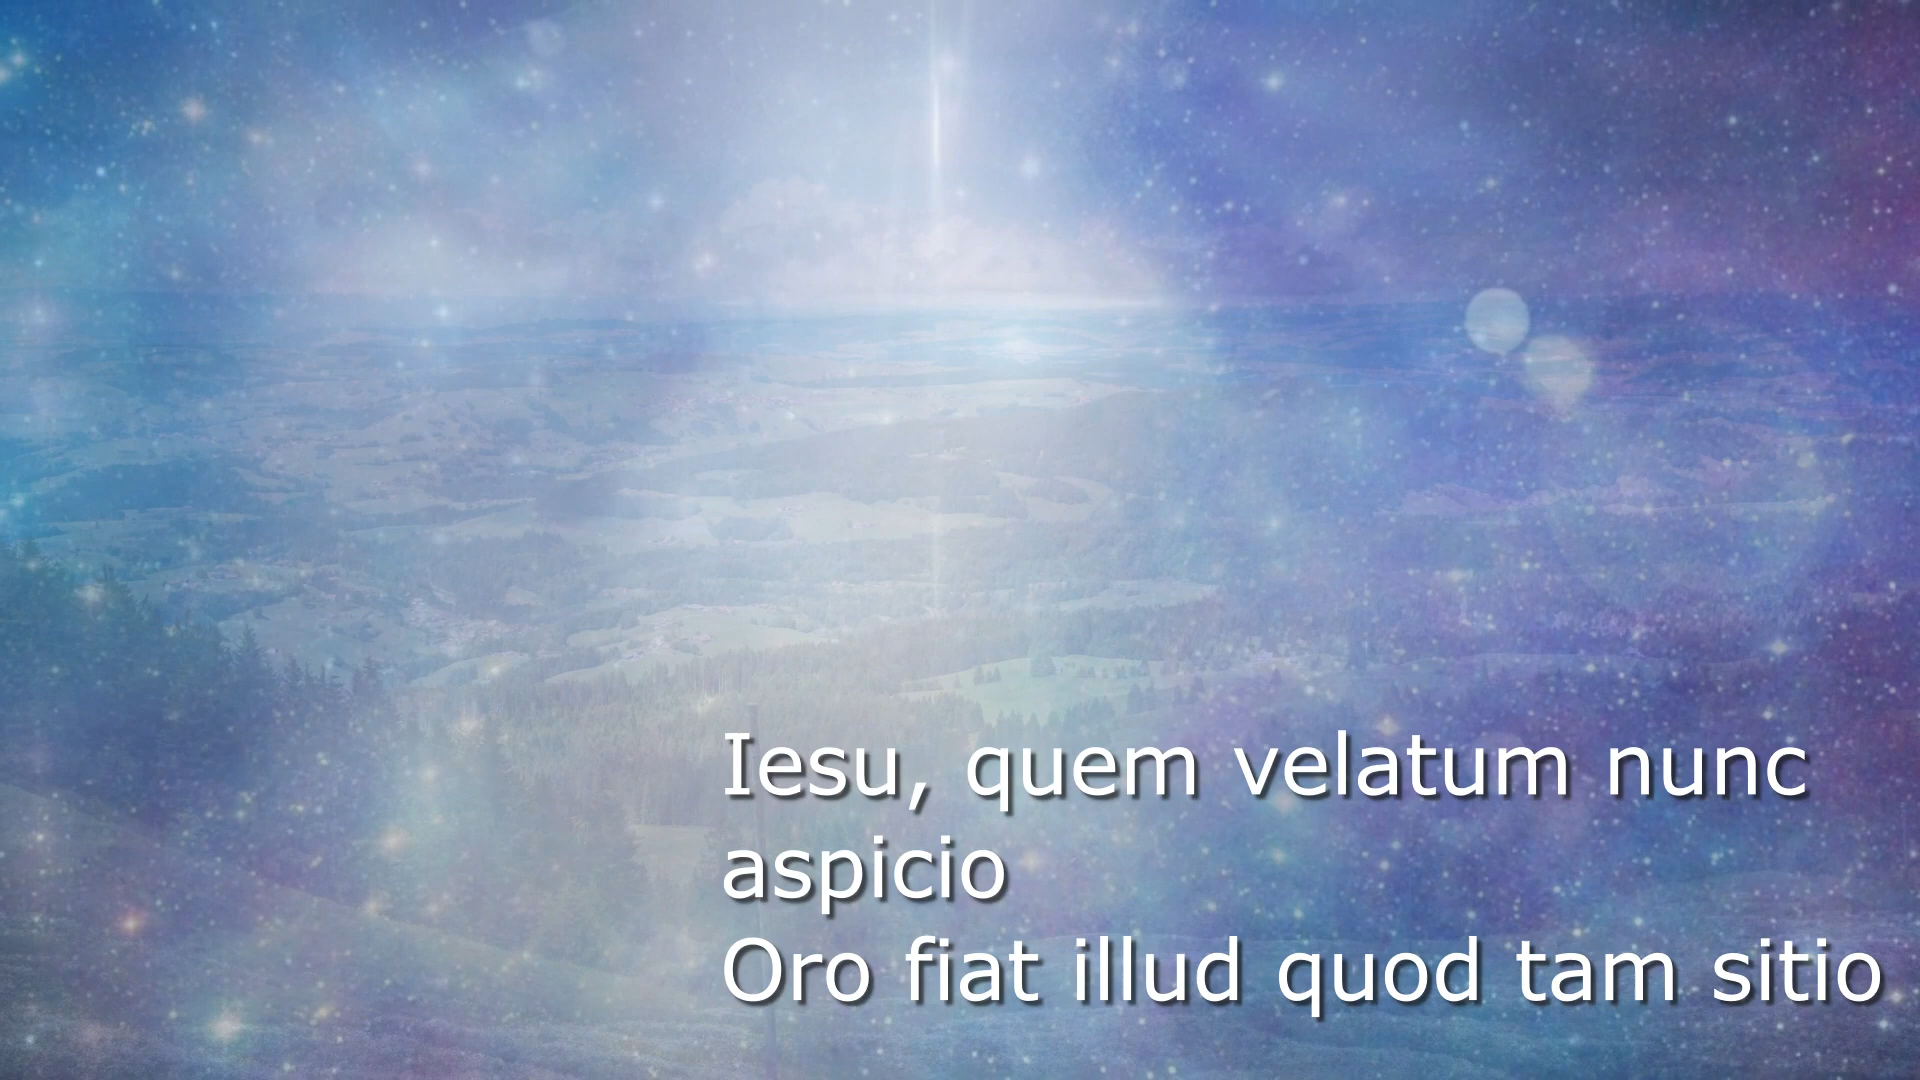 Iesu, quem velatum nunc
aspicio
Oro fiat illud quod tam sitio